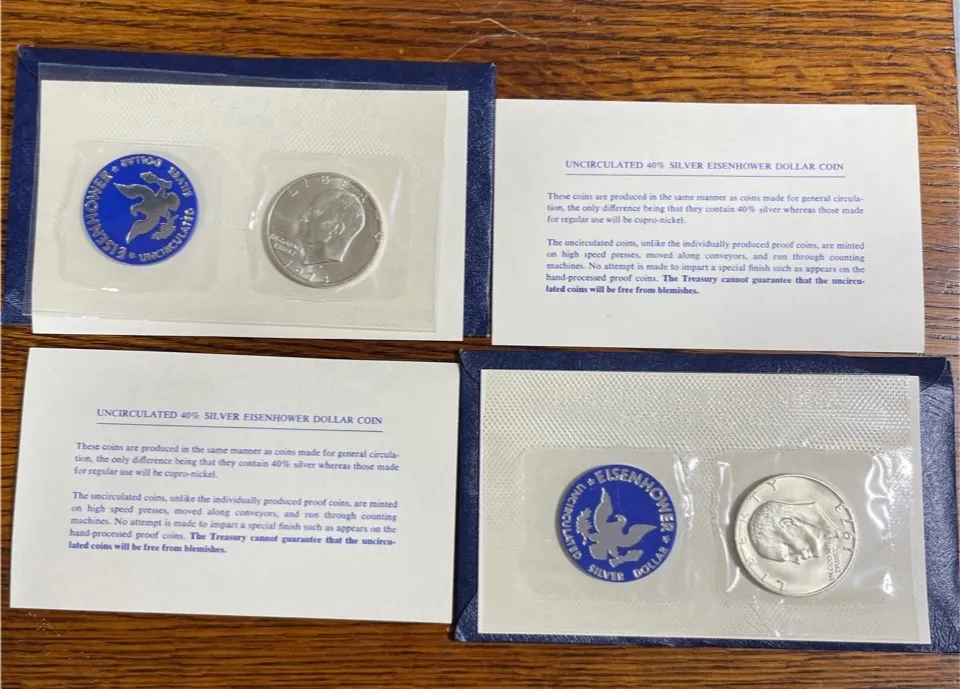 EISENHOWER
UNCIRCULATED
SILVER DOLLAR
LIBERTY
IN GOD WE
TRUST
1973
UNCIRCULATED 40% SILVER EISENHOWER DOLLAR COIN
These coins are produced in the same manner as coins made for general circula-
tion, the only difference being that they contain 40% silver whereas those made
for regular use will be cupro-nickel.
The uncirculated coins, unlike the individually produced proof coins, are minted
on high speed presses, moved along conveyors, and run through counting
machines. No attempt is made to impart a special finish such as appears on the
hand-processed proof coins. The Treasury cannot guarantee that the uncircu-
lated coins will be free from blemishes.
UNCIRCULATED 40% SILVER EISENHOWER DOLLAR COIN
These coins are produced in the same manner as coins made for general circula-
tion, the only difference being that they contain 40% silver whereas those made
for regular use will be cupro-nickel.
The uncirculated coins, unlike the individually produced proof coins, are minted
on high speed presses, moved along conveyors, and run through counting
machines. No attempt is made to impart a special finish such as appears on the
hand-processed proof coins. The Treasury cannot guarantee that the uncircu-
lated coins will be free from blemishes.
EISENHOWER
UNCIRCULATED
SILVER DOLLAR
LIBERTY
IN GOD WE
TRUST